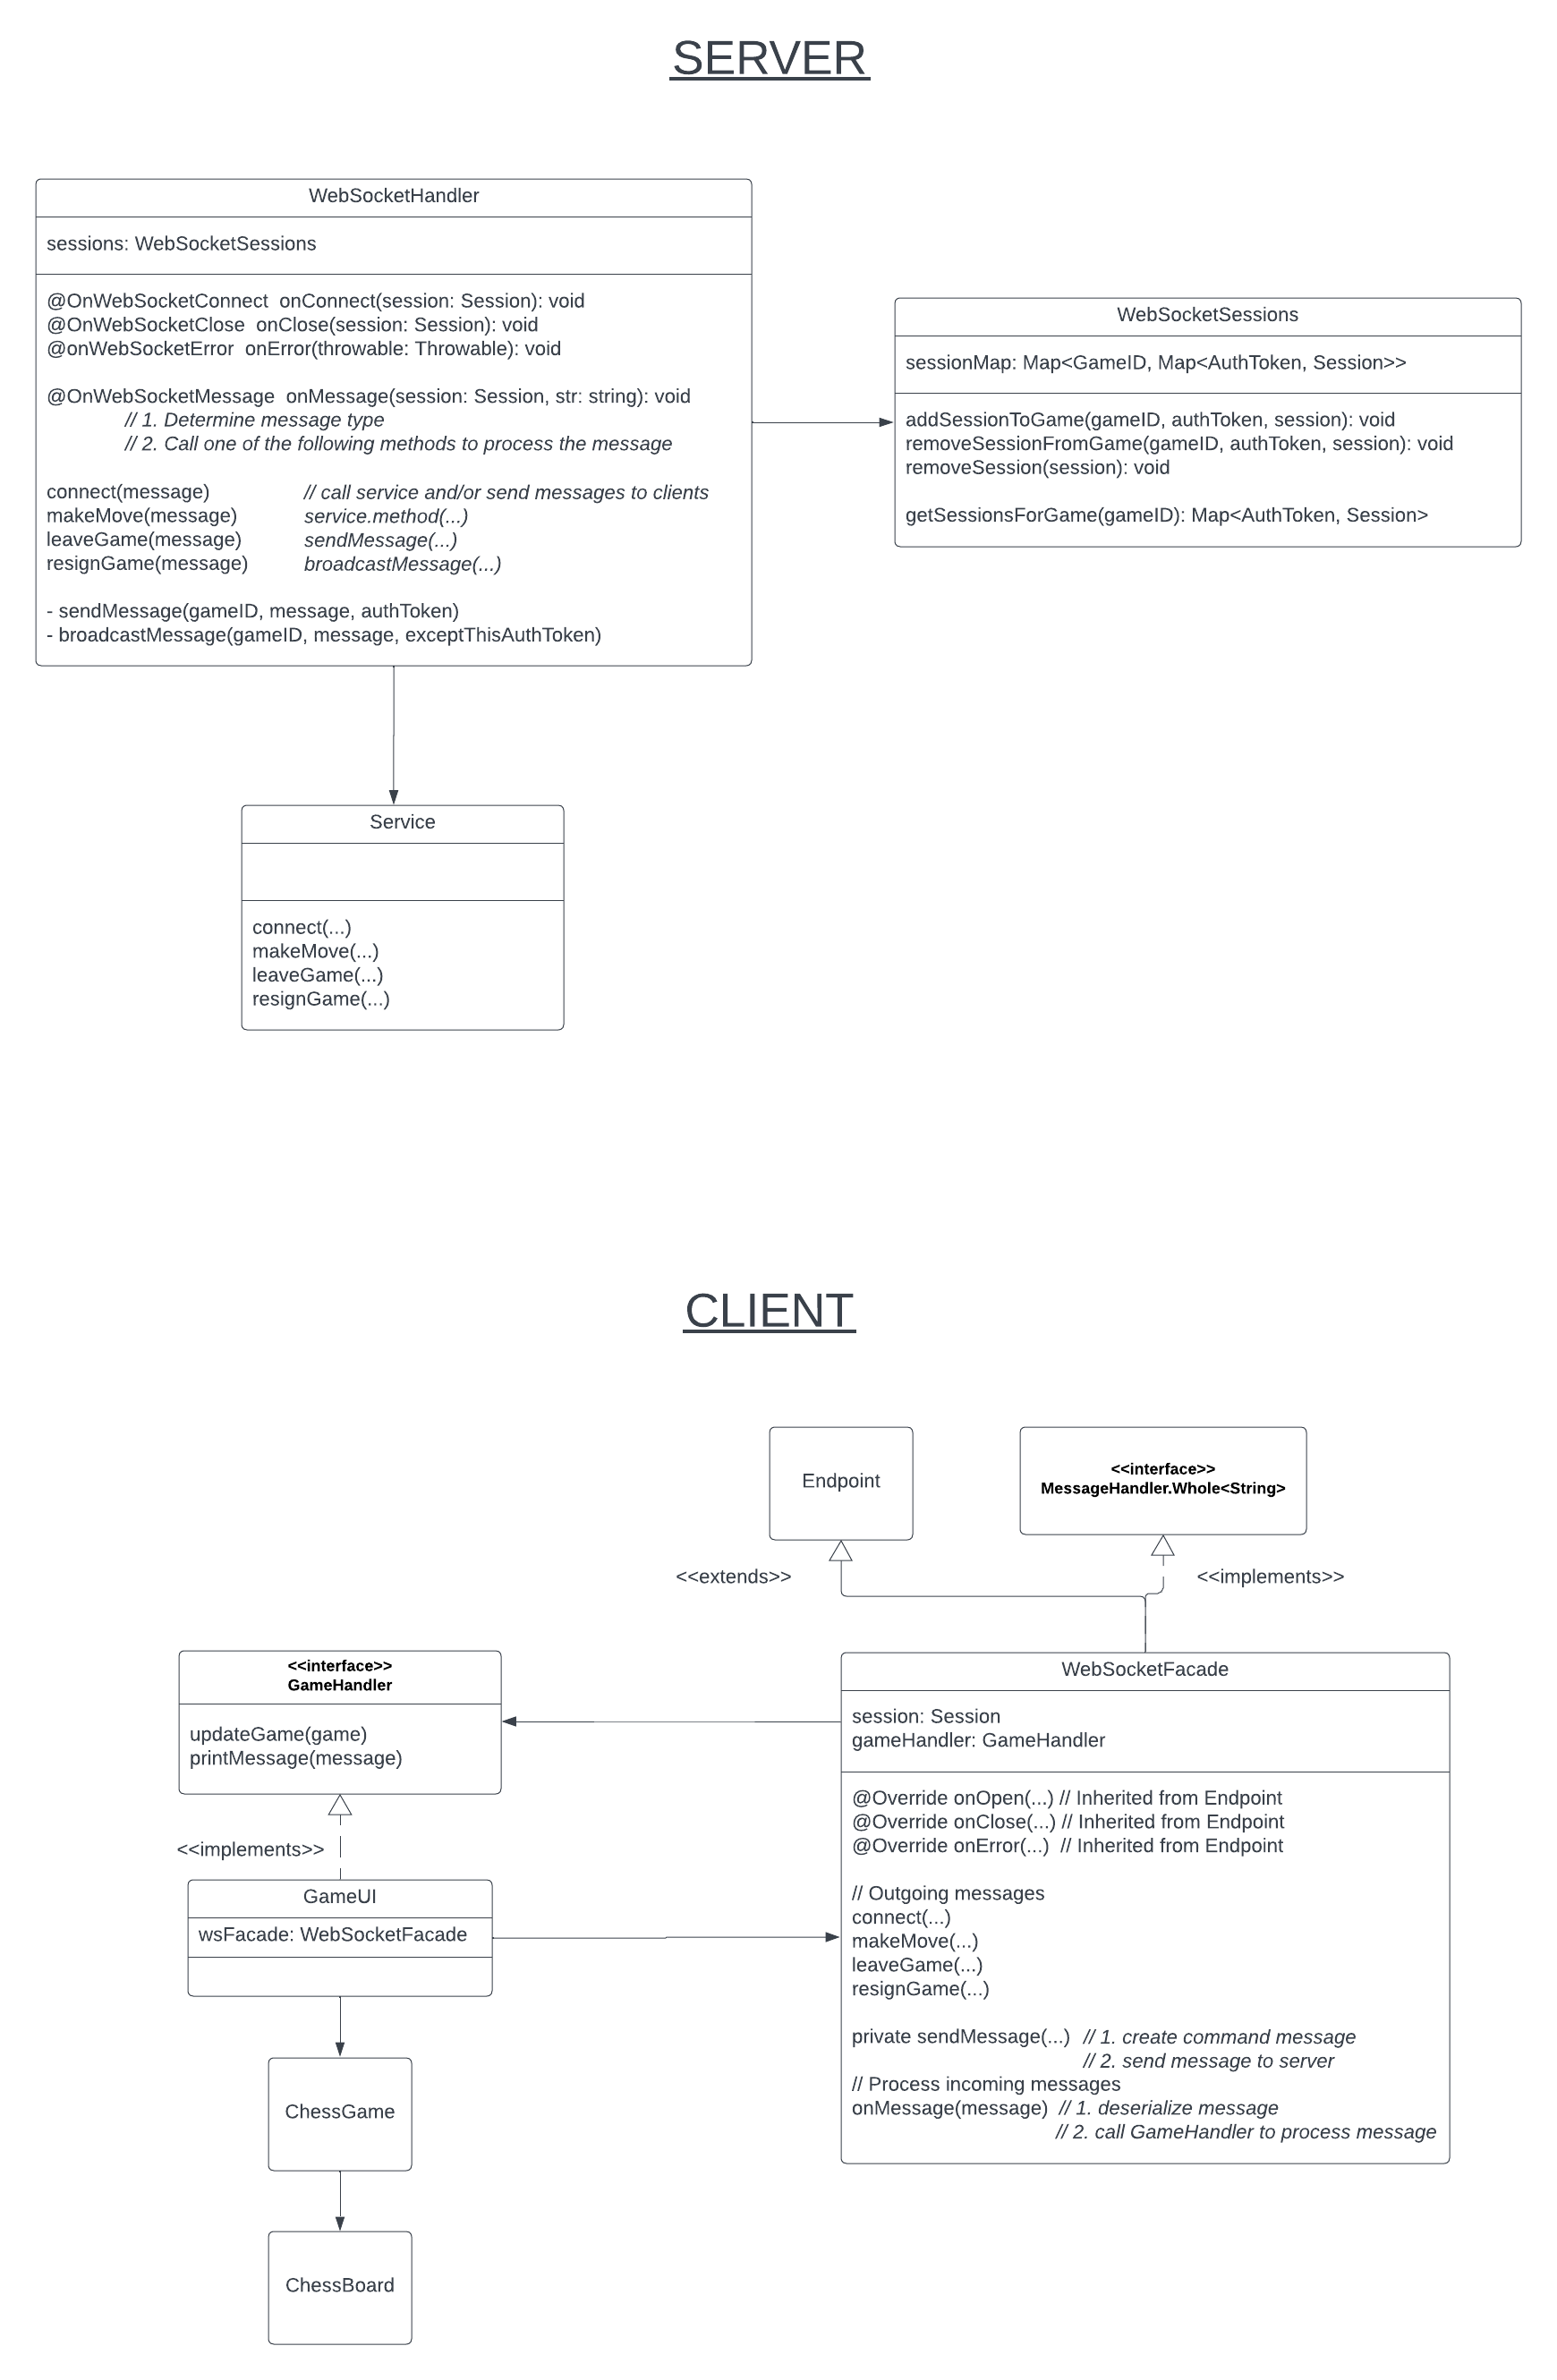 SERVER
WebSocketHandler
sessions: WebSocketSessions
@OnWebSocketConnect  onConnect(session: Session): void
@OnWebSocketClose  onClose(session: Session): void
@onWebSocketError  onError(throwable: Throwable): void
@OnWebSocketMessage  onMessage(session: Session, str: string): void
// 1. Determine message type
// 2. Call one of the following methods to process the message
connect(message) // call service and/or send messages to clients
makeMove(message) service.method(...)
leaveGame(message) sendMessage(...)
resignGame(message) broadcastMessage(...)
- sendMessage(gameID, message, authToken)
- broadcastMessage(gameID, message, exceptThisAuthToken)
WebSocketSessions
sessionMap: Map<GameID, Map<AuthToken, Session>>
addSessionToGame(gameID, authToken, session): void
removeSessionFromGame(gameID, authToken, session): void
removeSession(session): void
getSessionsForGame(gameID): Map<AuthToken, Session>
Service
connect(...)
makeMove(...)
leaveGame(...)
resignGame(...)
CLIENT
Endpoint
<<interface>>
MessageHandler.Whole<String>
<<extends>>
<<implements>>
<<interface>>
GameHandler
updateGame(game)
printMessage(message)
<<implements>>
GameUI
wsFacade: WebSocketFacade
ChessGame
ChessBoard
WebSocketFacade
session: Session
gameHandler: GameHandler
@Override onOpen(...) // Inherited from Endpoint
@Override onClose(...) // Inherited from Endpoint
@Override onError(...)  // Inherited from Endpoint
// Outgoing messages
connect(...)
makeMove(...)
leaveGame(...)
resignGame(...)
private sendMessage(...)  // 1. create command message
// 2. send message to server
// Process incoming messages
onMessage(message)  // 1. deserialize message
// 2. call GameHandler to process message